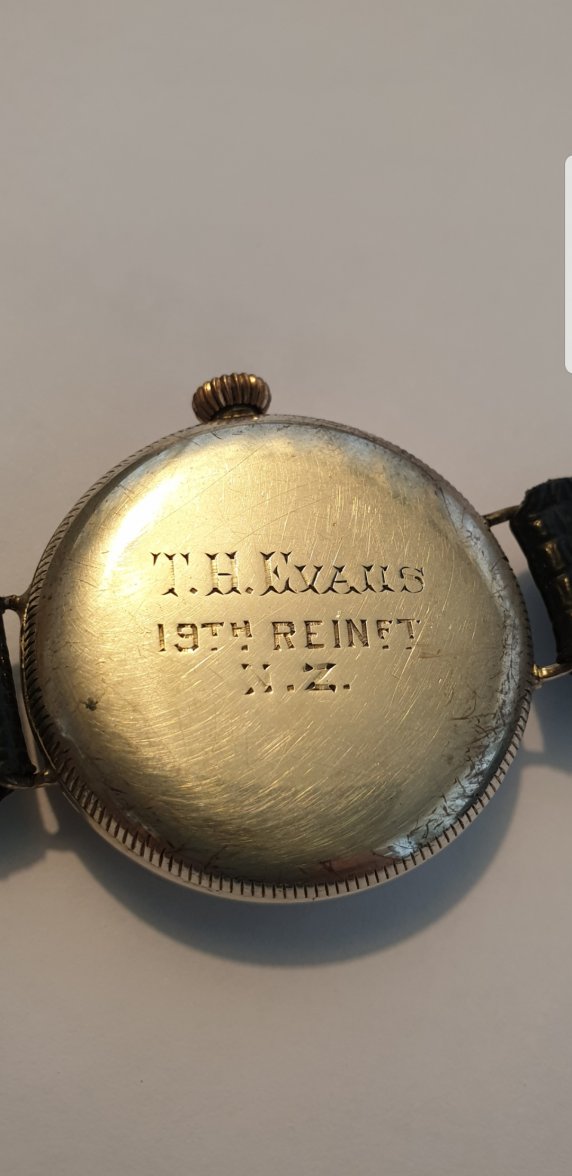 T.H. EVANS
19TH REINFT
N.Z.